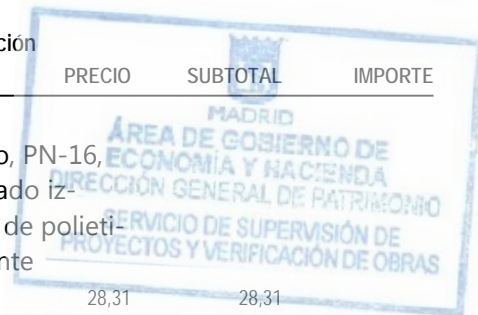 ción
PRECIO SUBTOTAL IMPORTE
MADRID
ÁREA DE GOBIERNO DE
o, PN-16,
ECONOMÍA Y HACIENDA
ado iz-
DIRECCIÓN GENERAL DE PATRIMONIO
de polieti-
SERVICIO DE SUPERVISIÓN DE
PROYECTOS Y VERIFICACIÓN DE OBRAS
nte
28,31 28,31